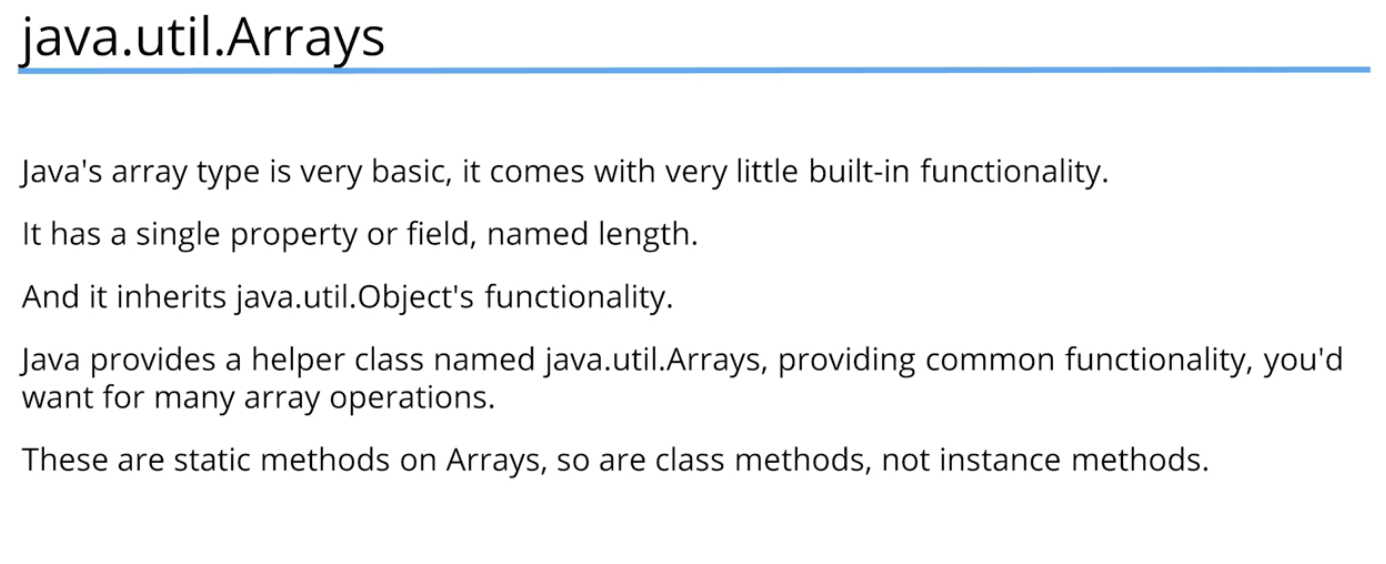 java.util.Arrays
Java's array type is very basic, it comes with very little built-in functionality.
It has a single property or field, named length.
And it inherits java.util.Object's functionality.
Java provides a helper class named java.util.Arrays, providing common functionality, you'd
want for many array operations.
These are static methods on Arrays, so are class methods, not instance methods.